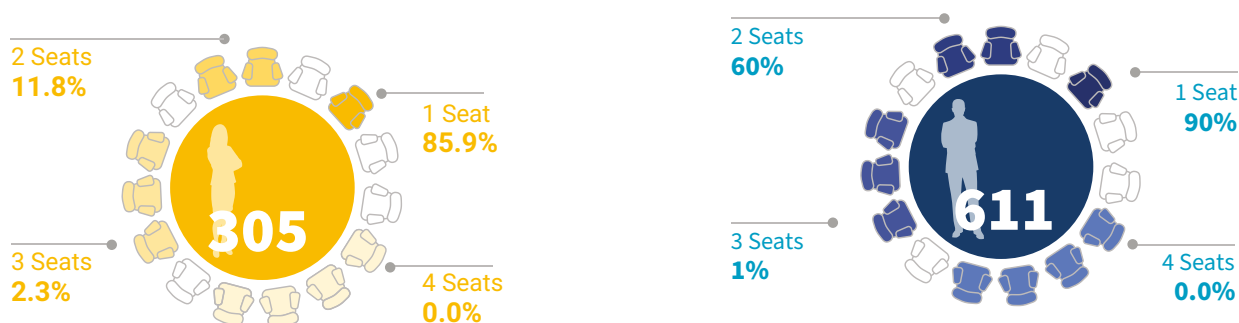 2 Seats
11.8%
1 Seat
85.9%
305
3 Seats
2.3%
4 Seats
0.0%
2 Seats
60%
1 Seat
90%
611
3 Seats
1%
4 Seats
0.0%